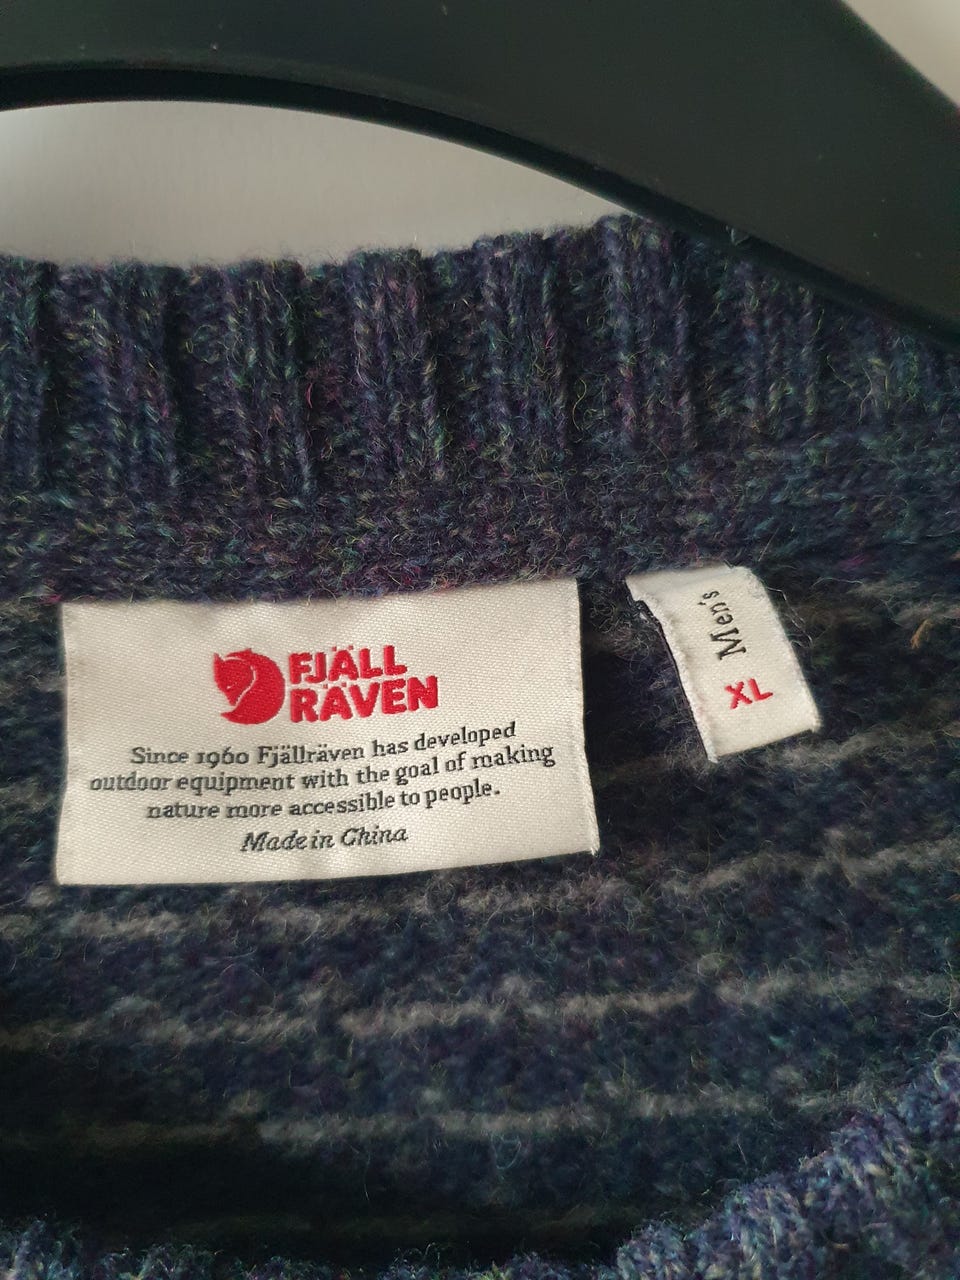 FJÄLL
RÄVEN
Since 1960 Fjällräven has developed
outdoor equipment with the goal of making
nature more accessible to people.
Made in China
Men's
XL